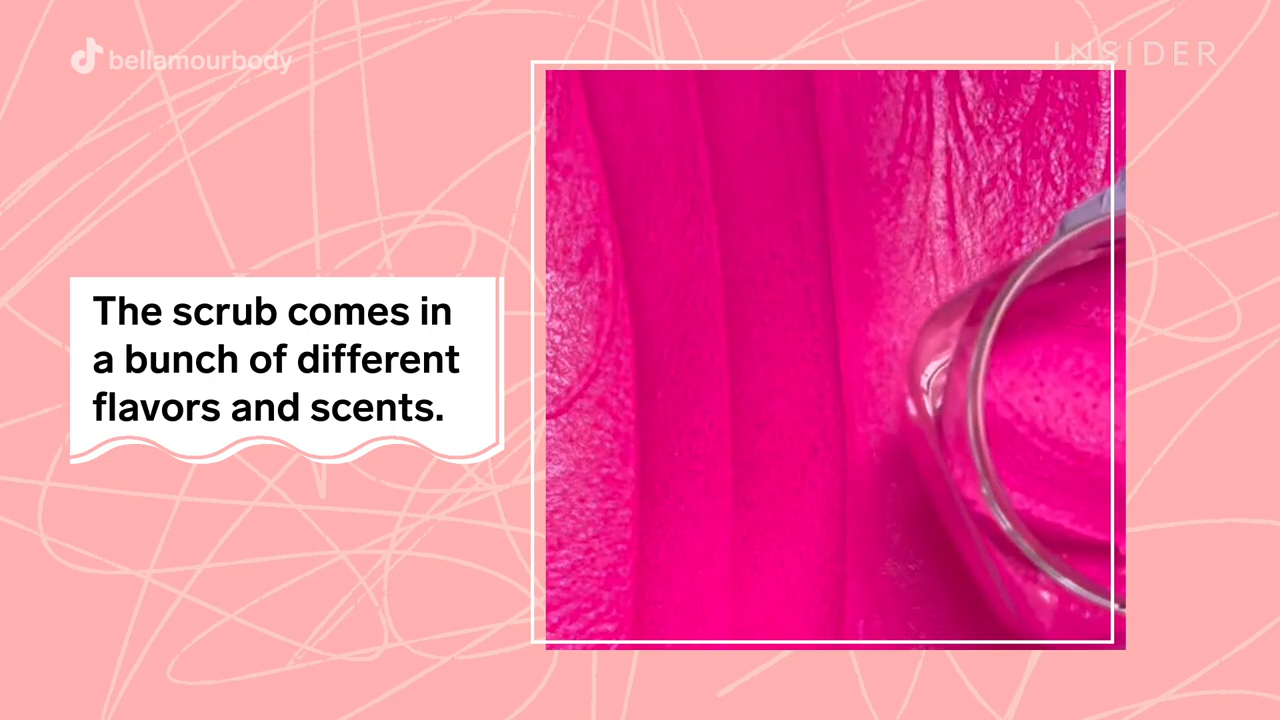 bellamourbody
INSIDER
The scrub comes in
a bunch of different
flavors and scents.